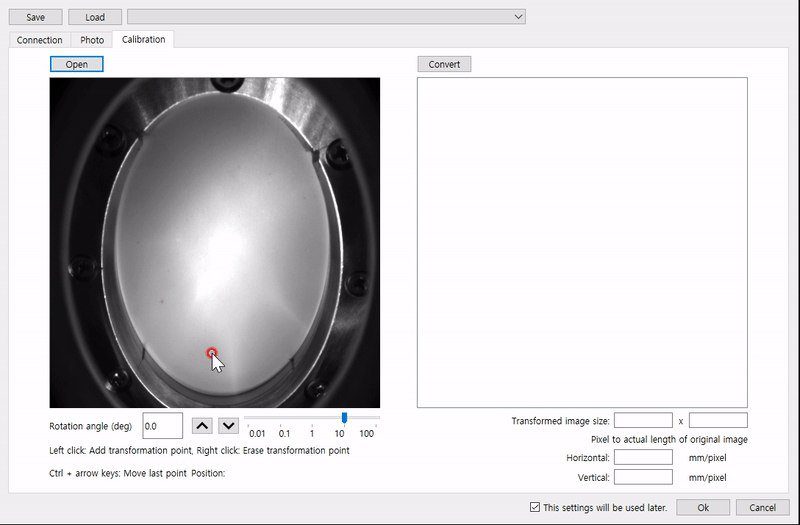 Save Load
Connection Photo Calibration
Open Convert
Rotation angle (deg) 0.0 0.01 0.1 1 10 100
Left click: Add transformation point, Right click: Erase transformation point
Ctrl + arrow keys: Move last point Position:
Transformed image size: x
Pixel to actual length of original image
Horizontal: mm/pixel
Vertical: mm/pixel
This settings will be used later. Ok Cancel